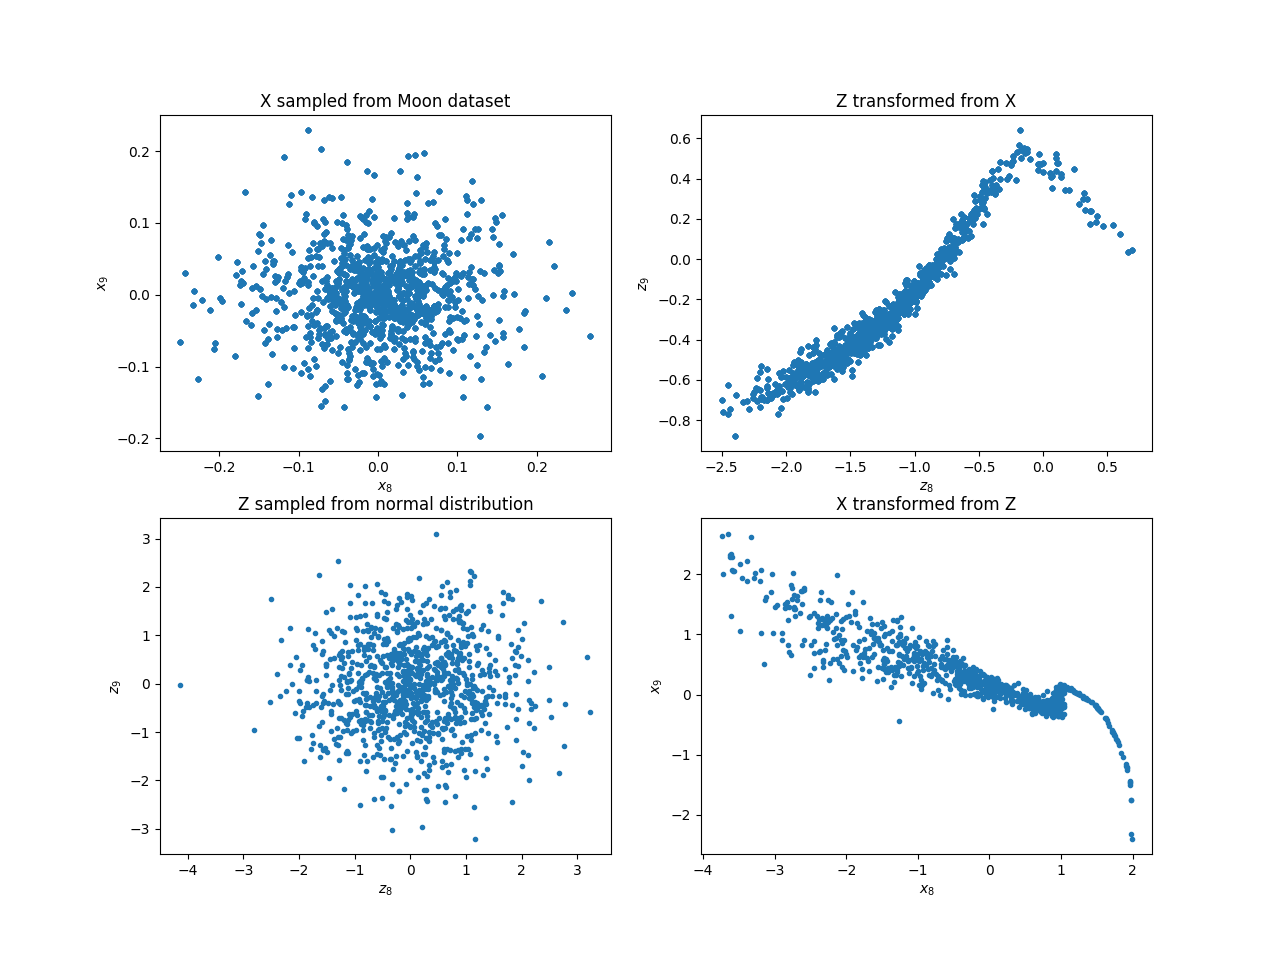 X sampled from Moon dataset
0.2
0.1
0.0
−0.1
−0.2
x₉
−0.2 −0.1 0.0 0.1 0.2
x₈
Z transformed from X
0.6
0.4
0.2
0.0
−0.2
−0.4
−0.6
−0.8
z₉
−2.5 −2.0 −1.5 −1.0 −0.5 0.0 0.5
z₈
Z sampled from normal distribution
3
2
1
0
−1
−2
−3
z₉
−4 −3 −2 −1 0 1 2 3
z₈
X transformed from Z
2
1
0
−1
−2
x₉
−4 −3 −2 −1 0 1 2
x₈